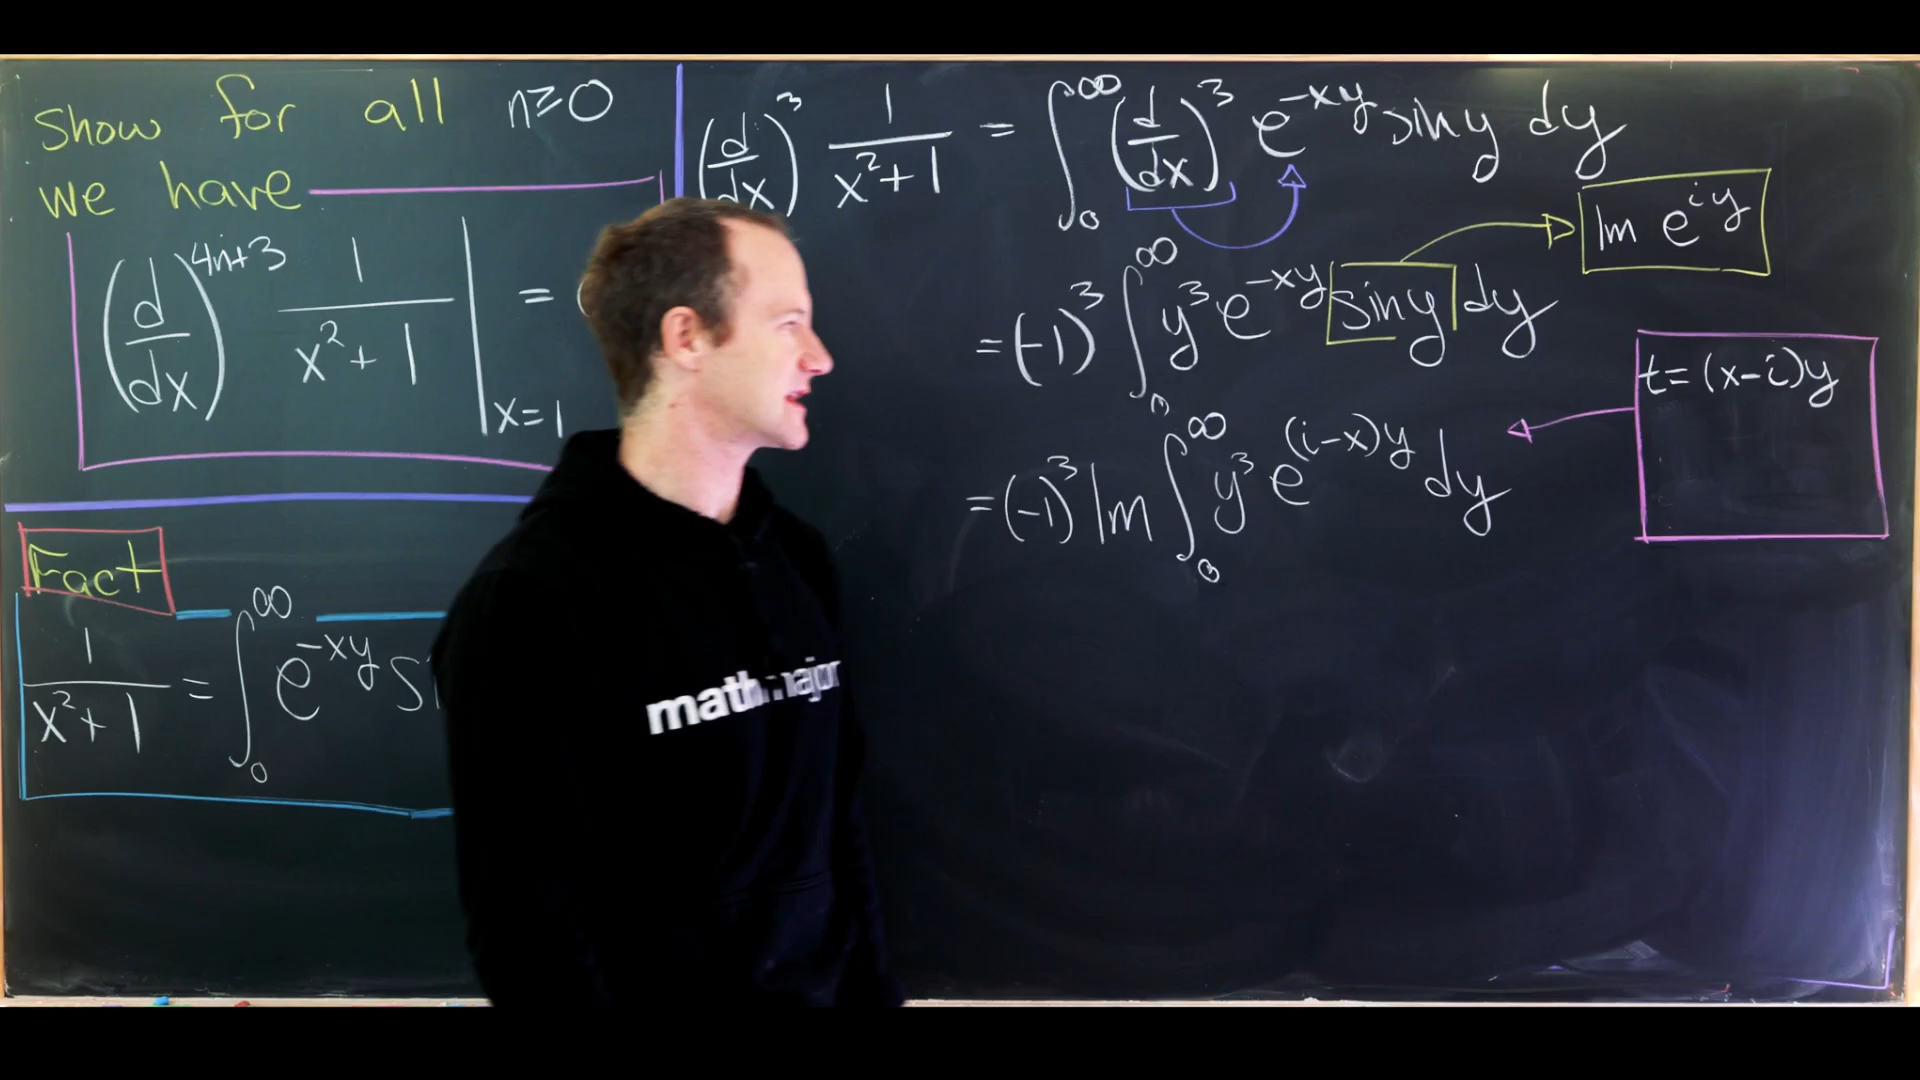 Show for all n≥0
we have
(d/dx)^{4n+3} 1/(x²+1) |_{x=1} =
Fact
1/(x²+1) = ∫_0^∞ e^{-xy}
(d/dx)³ 1/(x²+1) = ∫_0^∞ (d/dx)³ e^{-xy} sin y dy
Im e^{iy}
= (-1)³ ∫_0^∞ y³ e^{-xy} sin y dy
t = (x-i)y
= (-1)³ Im ∫_0^∞ y³ e^{(i-x)y} dy
math major